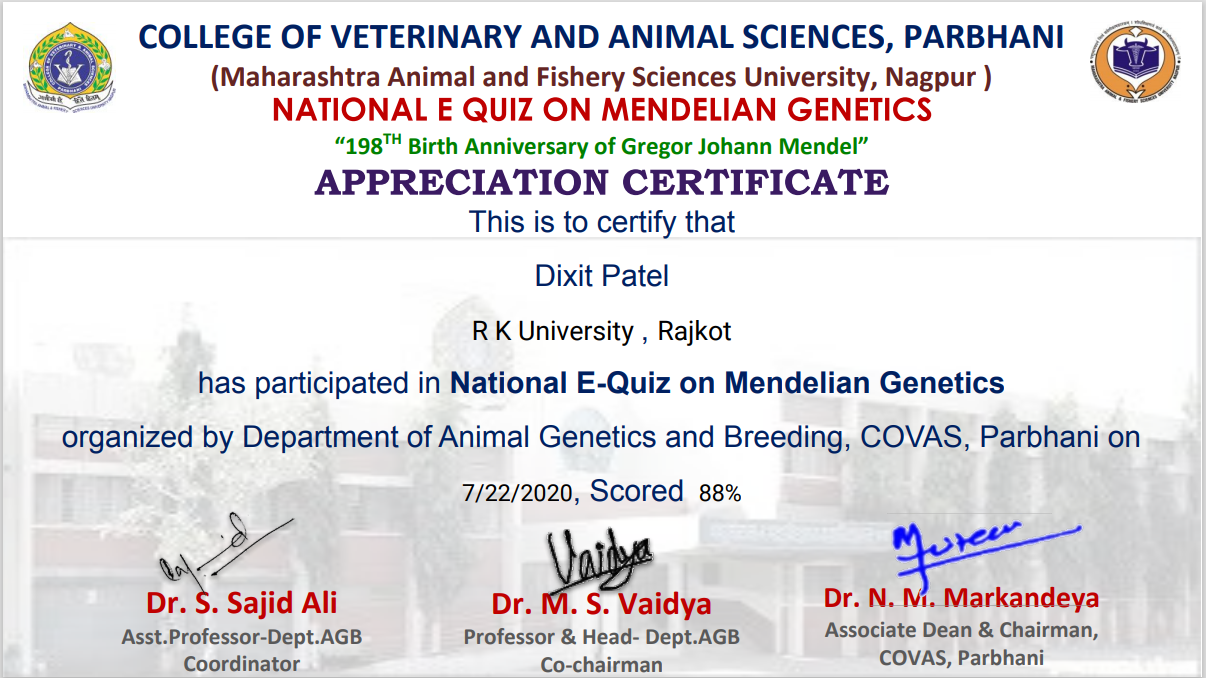 COLLEGE OF VETERINARY AND ANIMAL SCIENCES, PARBHANI
(Maharashtra Animal and Fishery Sciences University, Nagpur )
NATIONAL E QUIZ ON MENDELIAN GENETICS
“198TH Birth Anniversary of Gregor Johann Mendel”
APPRECIATION CERTIFICATE
This is to certify that
Dixit Patel
R K University , Rajkot
has participated in National E-Quiz on Mendelian Genetics
organized by Department of Animal Genetics and Breeding, COVAS, Parbhani on
7/22/2020, Scored 88%
Vaidya
Dr. S. Sajid Ali
Asst.Professor-Dept.AGB
Coordinator
Dr. M. S. Vaidya
Professor & Head- Dept.AGB
Co-chairman
Dr. N. M. Markandeya
Associate Dean & Chairman,
COVAS, Parbhani